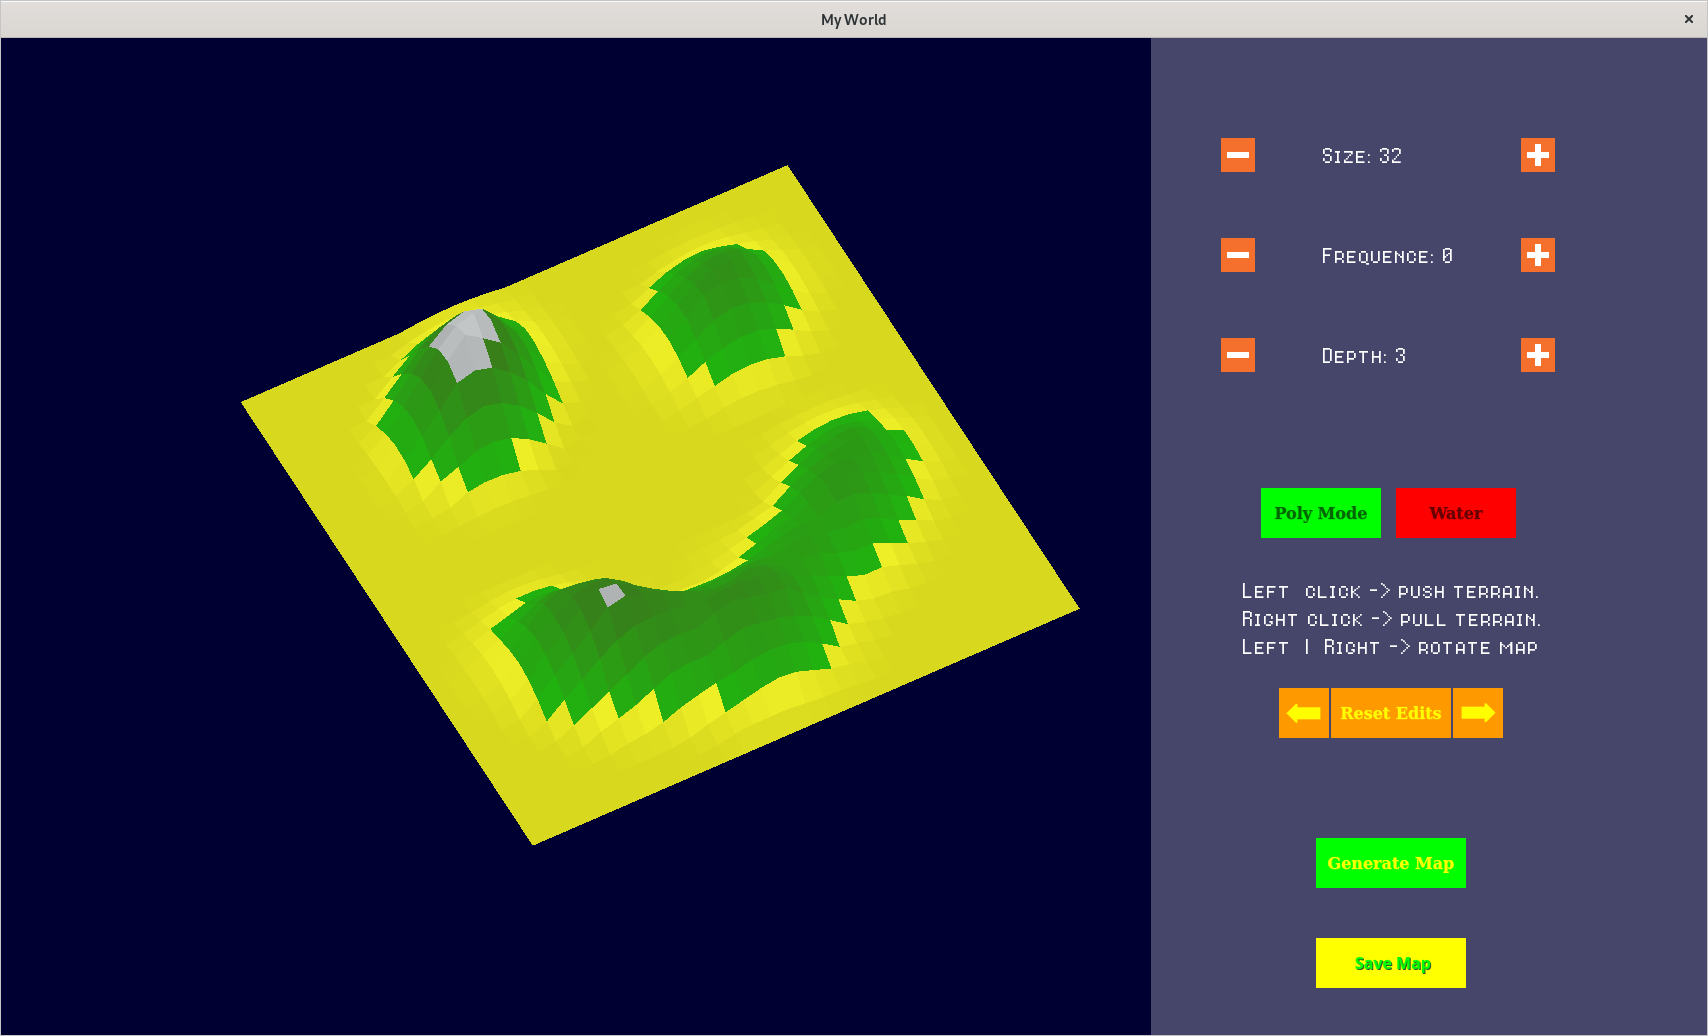 My World
Size: 32
Frequence: 0
Depth: 3
Poly Mode
Water
Left click -> push terrain.
Right click -> pull terrain.
Left | Right -> rotate map
Reset Edits
Generate Map
Save Map